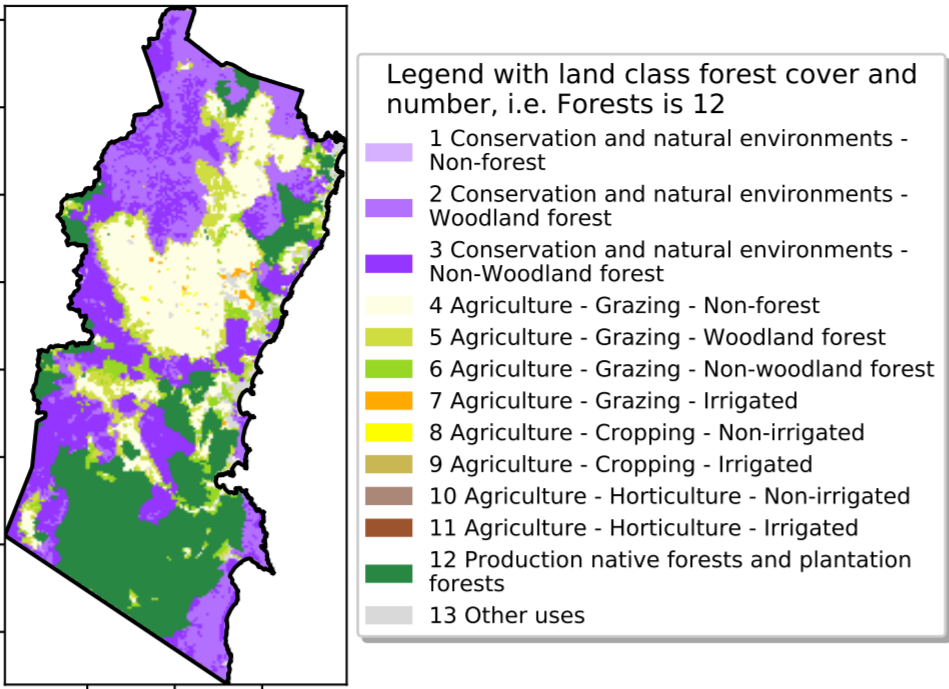 Legend with land class forest cover and
number, i.e. Forests is 12
1 Conservation and natural environments -
Non-forest
2 Conservation and natural environments -
Woodland forest
3 Conservation and natural environments -
Non-Woodland forest
4 Agriculture - Grazing - Non-forest
5 Agriculture - Grazing - Woodland forest
6 Agriculture - Grazing - Non-woodland forest
7 Agriculture - Grazing - Irrigated
8 Agriculture - Cropping - Non-irrigated
9 Agriculture - Cropping - Irrigated
10 Agriculture - Horticulture - Non-irrigated
11 Agriculture - Horticulture - Irrigated
12 Production native forests and plantation
forests
13 Other uses